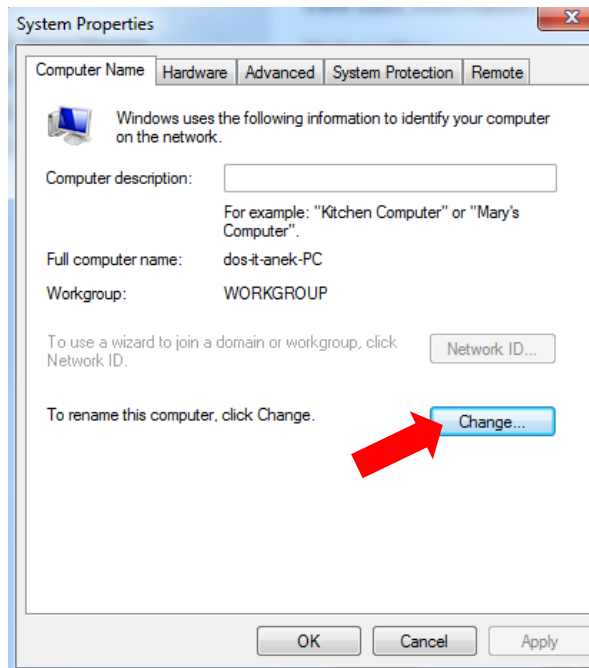 System Properties
Computer Name Hardware Advanced System Protection Remote
Windows uses the following information to identify your computer
on the network.
Computer description:
For example: "Kitchen Computer" or "Mary's
Computer".
Full computer name: dos-it-anek-PC
Workgroup: WORKGROUP
To use a wizard to join a domain or workgroup, click
Network ID.
Network ID...
To rename this computer, click Change.
Change...
OK Cancel Apply